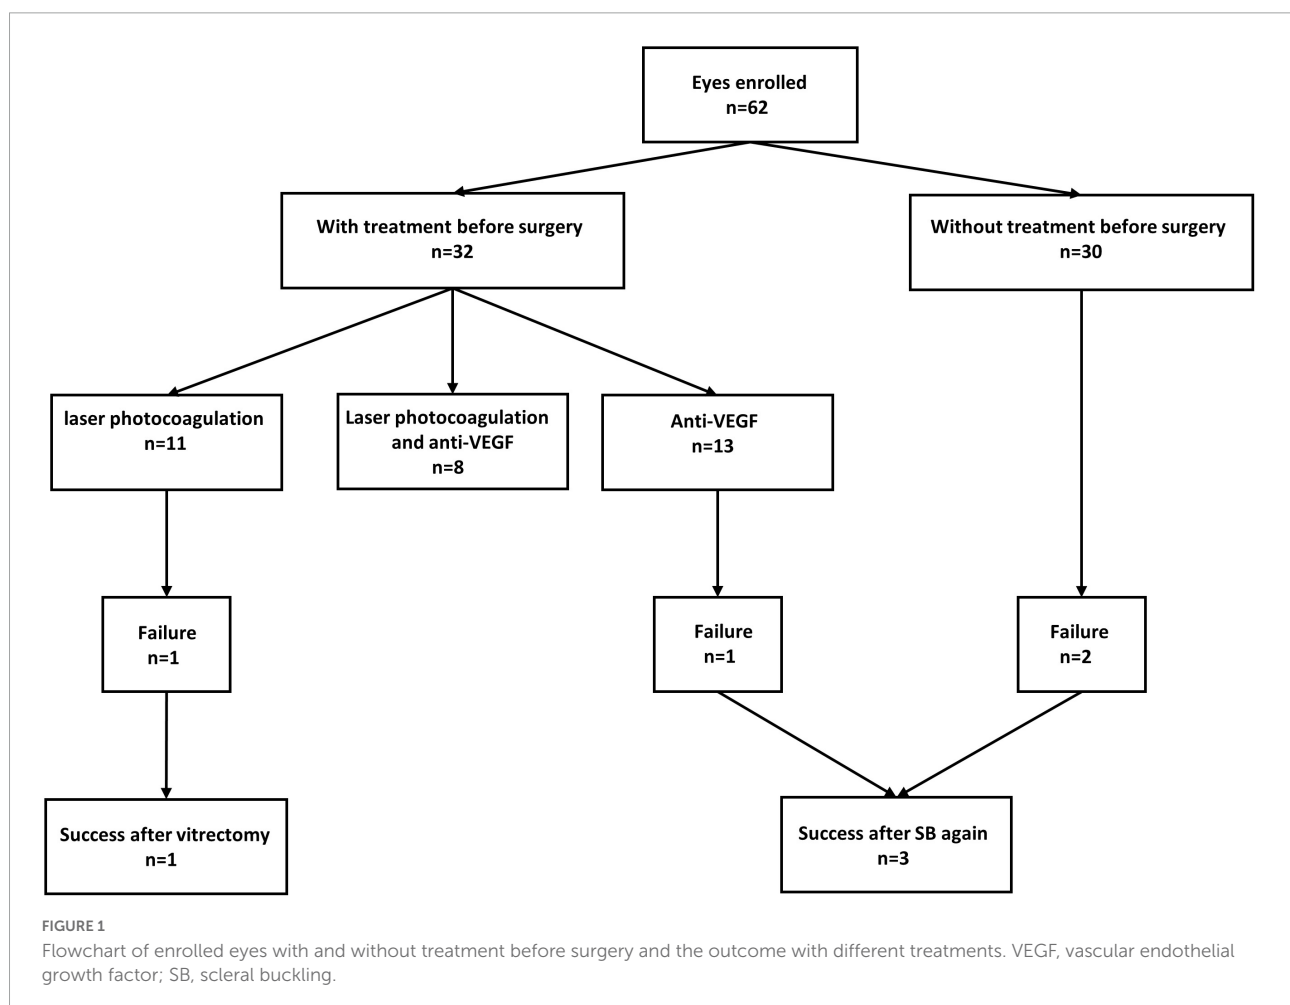 Eyes enrolled
n=62
With treatment before surgery
n=32
Without treatment before surgery
n=30
laser photocoagulation
n=11
Laser photocoagulation
and anti-VEGF
n=8
Anti-VEGF
n=13
Failure
n=1
Failure
n=1
Failure
n=2
Success after vitrectomy
n=1
Success after SB again
n=3
FIGURE 1
Flowchart of enrolled eyes with and without treatment before surgery and the outcome with different treatments. VEGF, vascular endothelial
growth factor; SB, scleral buckling.